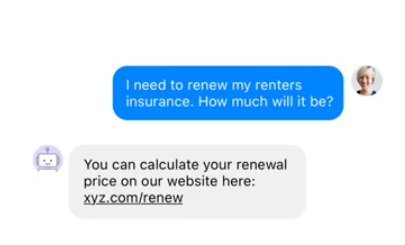 I need to renew my renters
insurance. How much will it be?
You can calculate your renewal
price on our website here:
xyz.com/renew